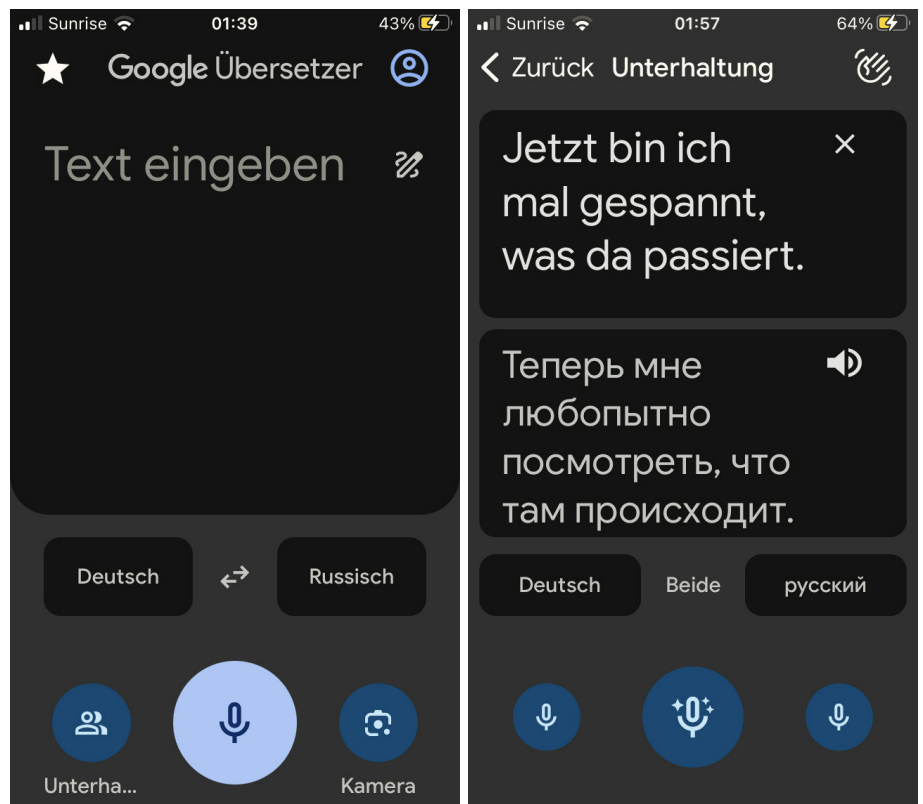 Sunrise 01:39 43%
Google Übersetzer
Text eingeben
Deutsch Russisch
Unterha...
Kamera
Sunrise 01:57 64%
Zurück Unterhaltung
Jetzt bin ich
mal gespannt,
was da passiert.
Теперь мне
любопытно
посмотреть, что
там происходит.
Deutsch Beide русский